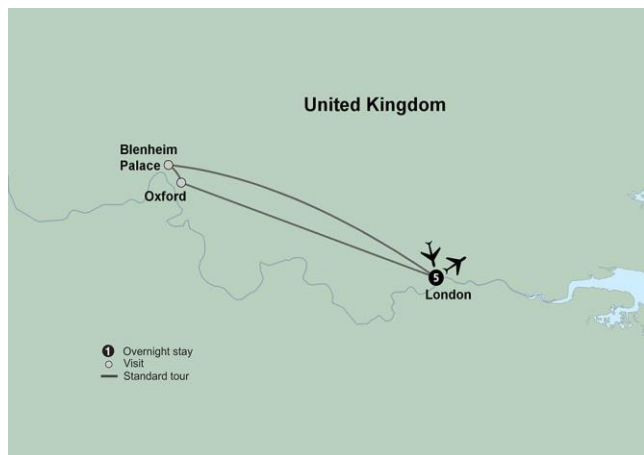 United Kingdom
Blenheim
Palace
Oxford
5
London
1 Overnight stay
Visit
Standard tour